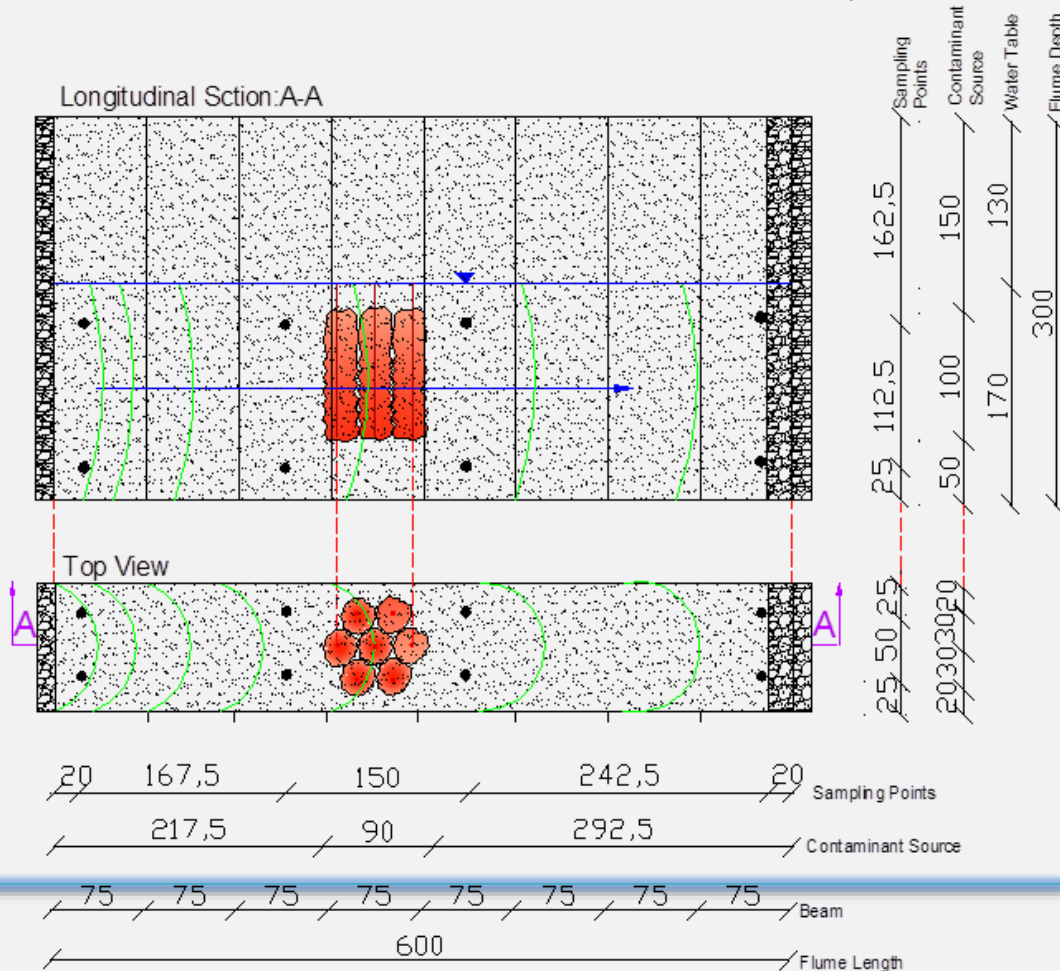 Longitudinal Sction:A-A
Sampling
Points
Contaminant
Source
Water Table
Flume Depth
162,5
112,5
25
150
100
50
130
170
300
Top View
A
A
25
50
25
20
30
30
20
20
167,5
150
242,5
20
Sampling Points
217,5
90
292,5
Contaminant Source
75
75
75
75
75
75
75
75
Beam
600
Flume Length